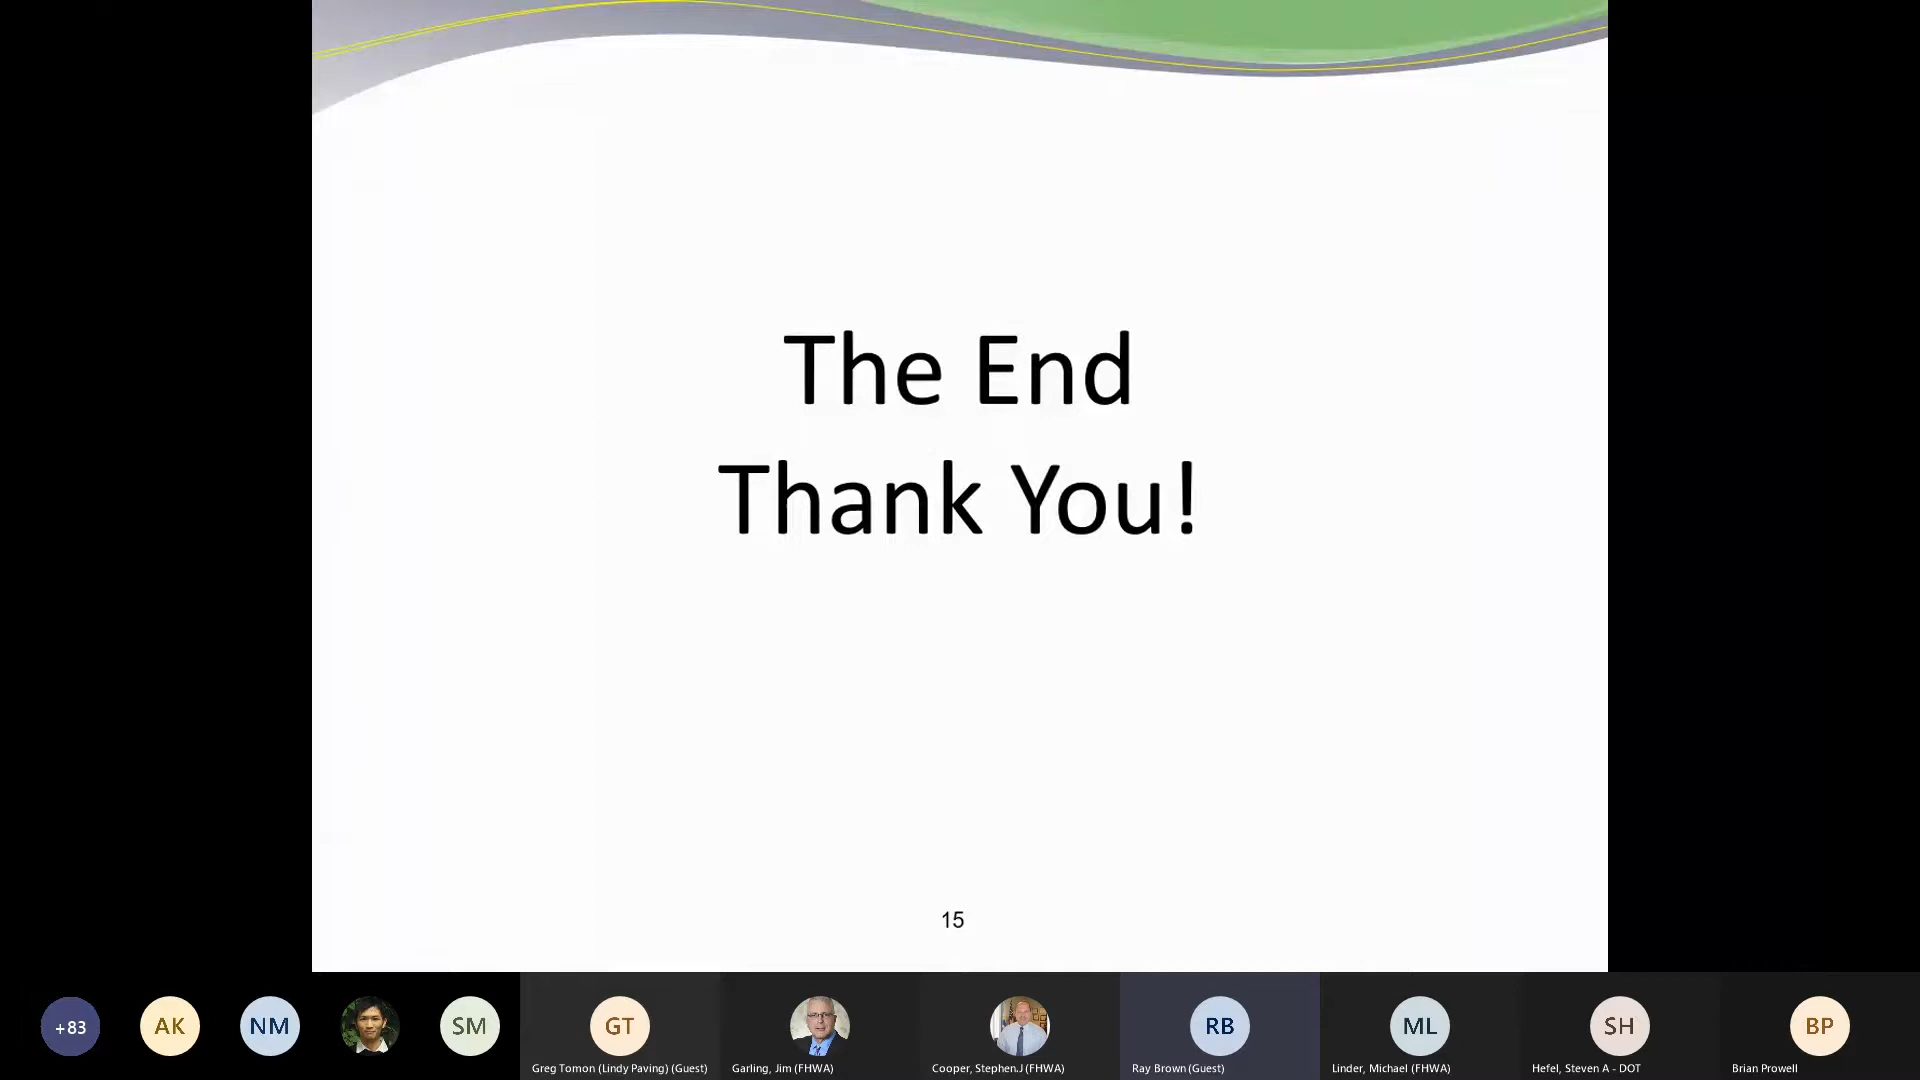 The End
Thank You!
15
+83
AK
NM
SM
GT
RB
ML
SH
BP
Greg Tomon (Lindy Paving) (Guest)
Garling, Jim (FHWA)
Cooper, Stephen.J (FHWA)
Ray Brown (Guest)
Linder, Michael (FHWA)
Hefel, Steven A - DOT
Brian Prowell